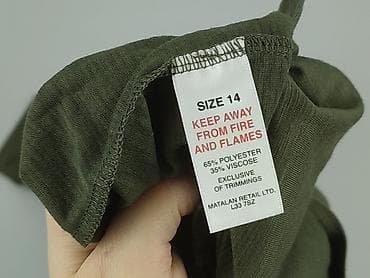 SIZE 14
KEEP AWAY
FROM FIRE
AND FLAMES
65% POLYESTER
35% VISCOSE
EXCLUSIVE
OF TRIMMINGS
MATALAN RETAIL LTD.
L33 7SZ